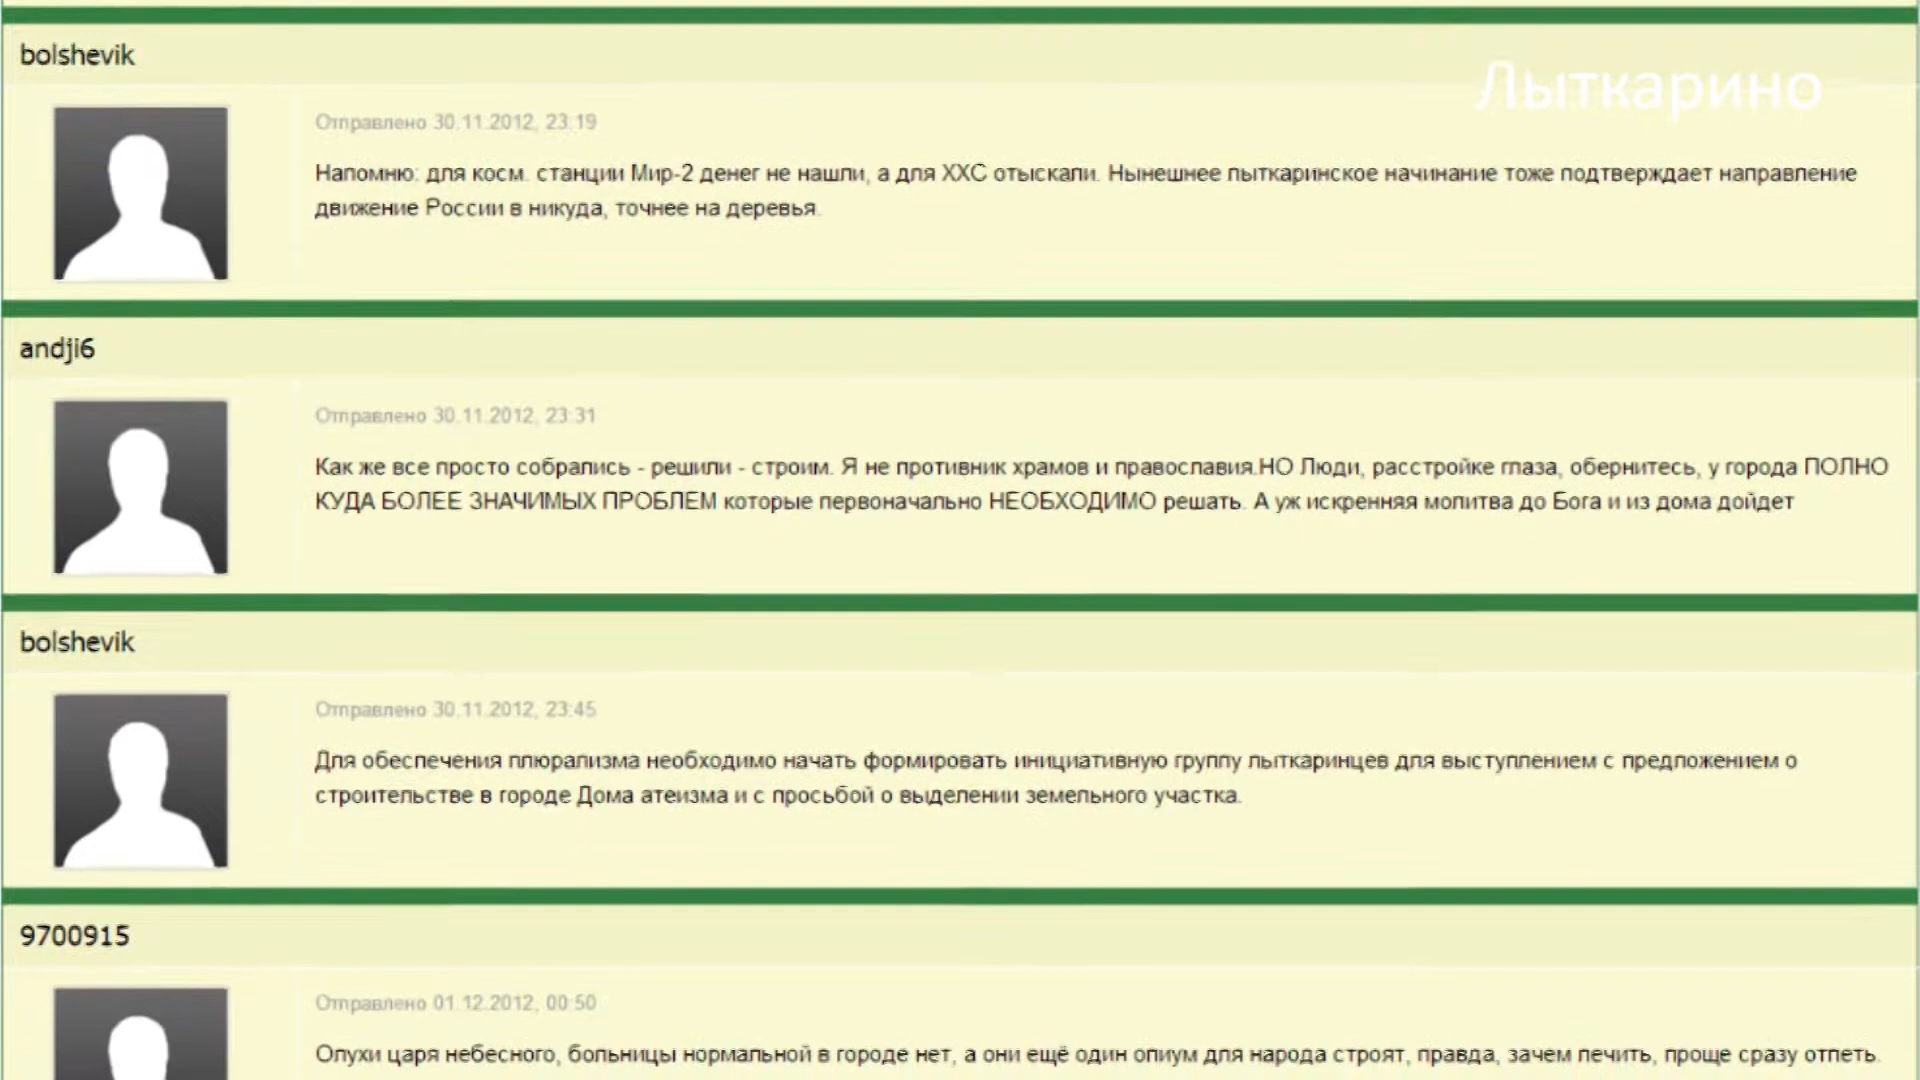 bolshevik
Лыткарино
Отправлено 30.11.2012, 23:19
Напомню: для косм. станции Мир-2 денег не нашли, а для ХХС отыскали. Нынешнее лыткаринское начинание тоже подтверждает направление
движение России в никуда, точнее на деревья.
andji6
Отправлено 30.11.2012, 23:31
Как же все просто собрались - решили - строим. Я не противник храмов и православия.НО Люди, расстройке глаза, обернитесь, у города ПОЛНО
КУДА БОЛЕЕ ЗНАЧИМЫХ ПРОБЛЕМ которые первоначально НЕОБХОДИМО решать. А уж искренняя молитва до Бога и из дома дойдет
bolshevik
Отправлено 30.11.2012, 23:45
Для обеспечения плюрализма необходимо начать формировать инициативную группу лыткаринцев для выступлением с предложением о
строительстве в городе Дома атеизма и с просьбой о выделении земельного участка.
9700915
Отправлено 01.12.2012, 00:50
Олухи царя небесного, больницы нормальной в городе нет, а они ещё один опиум для народа строят, правда, зачем лечить, проще сразу отпеть.